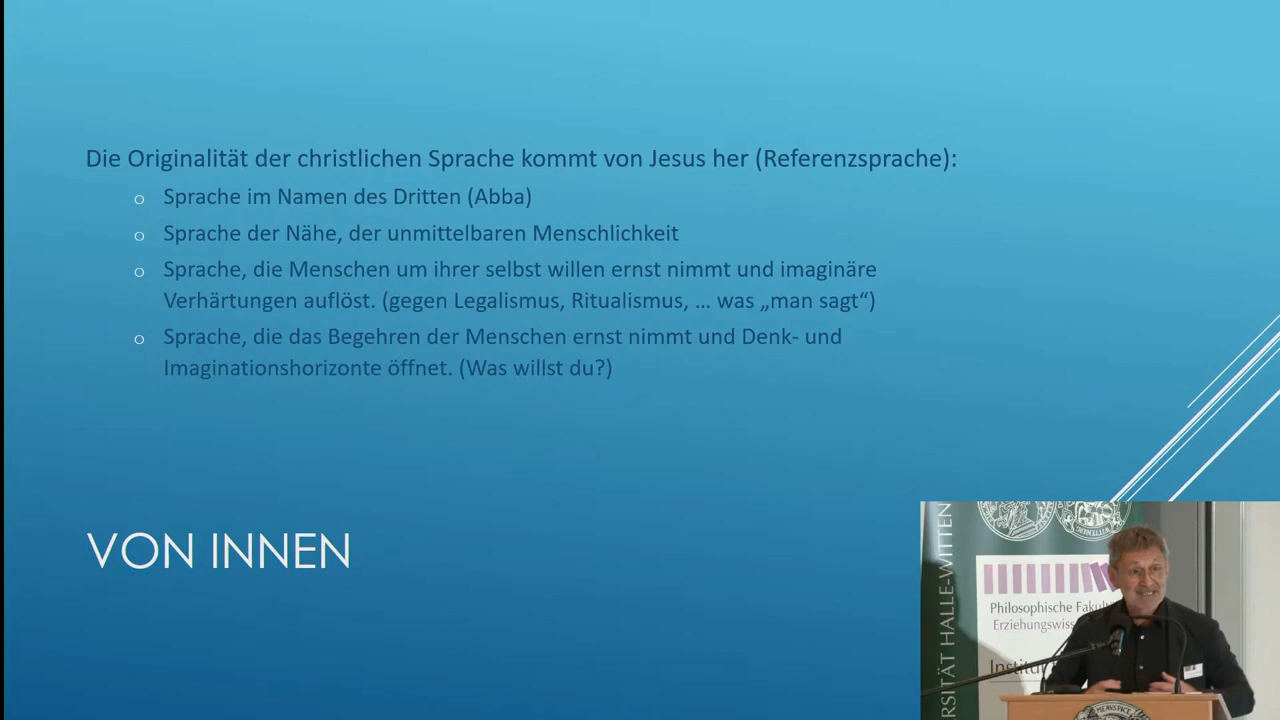 Die Originalität der christlichen Sprache kommt von Jesus her (Referenzsprache):
o Sprache im Namen des Dritten (Abba)
o Sprache der Nähe, der unmittelbaren Menschlichkeit
o Sprache, die Menschen um ihrer selbst willen ernst nimmt und imaginäre
Verhärtungen auflöst. (gegen Legalismus, Ritualismus, … was „man sagt“)
o Sprache, die das Begehren der Menschen ernst nimmt und Denk- und
Imaginationshorizonte öffnet. (Was willst du?)
VON INNEN
RSITÄT HALLE-WITTEN
Philosophische Faku
Erziehungswiss
Institu